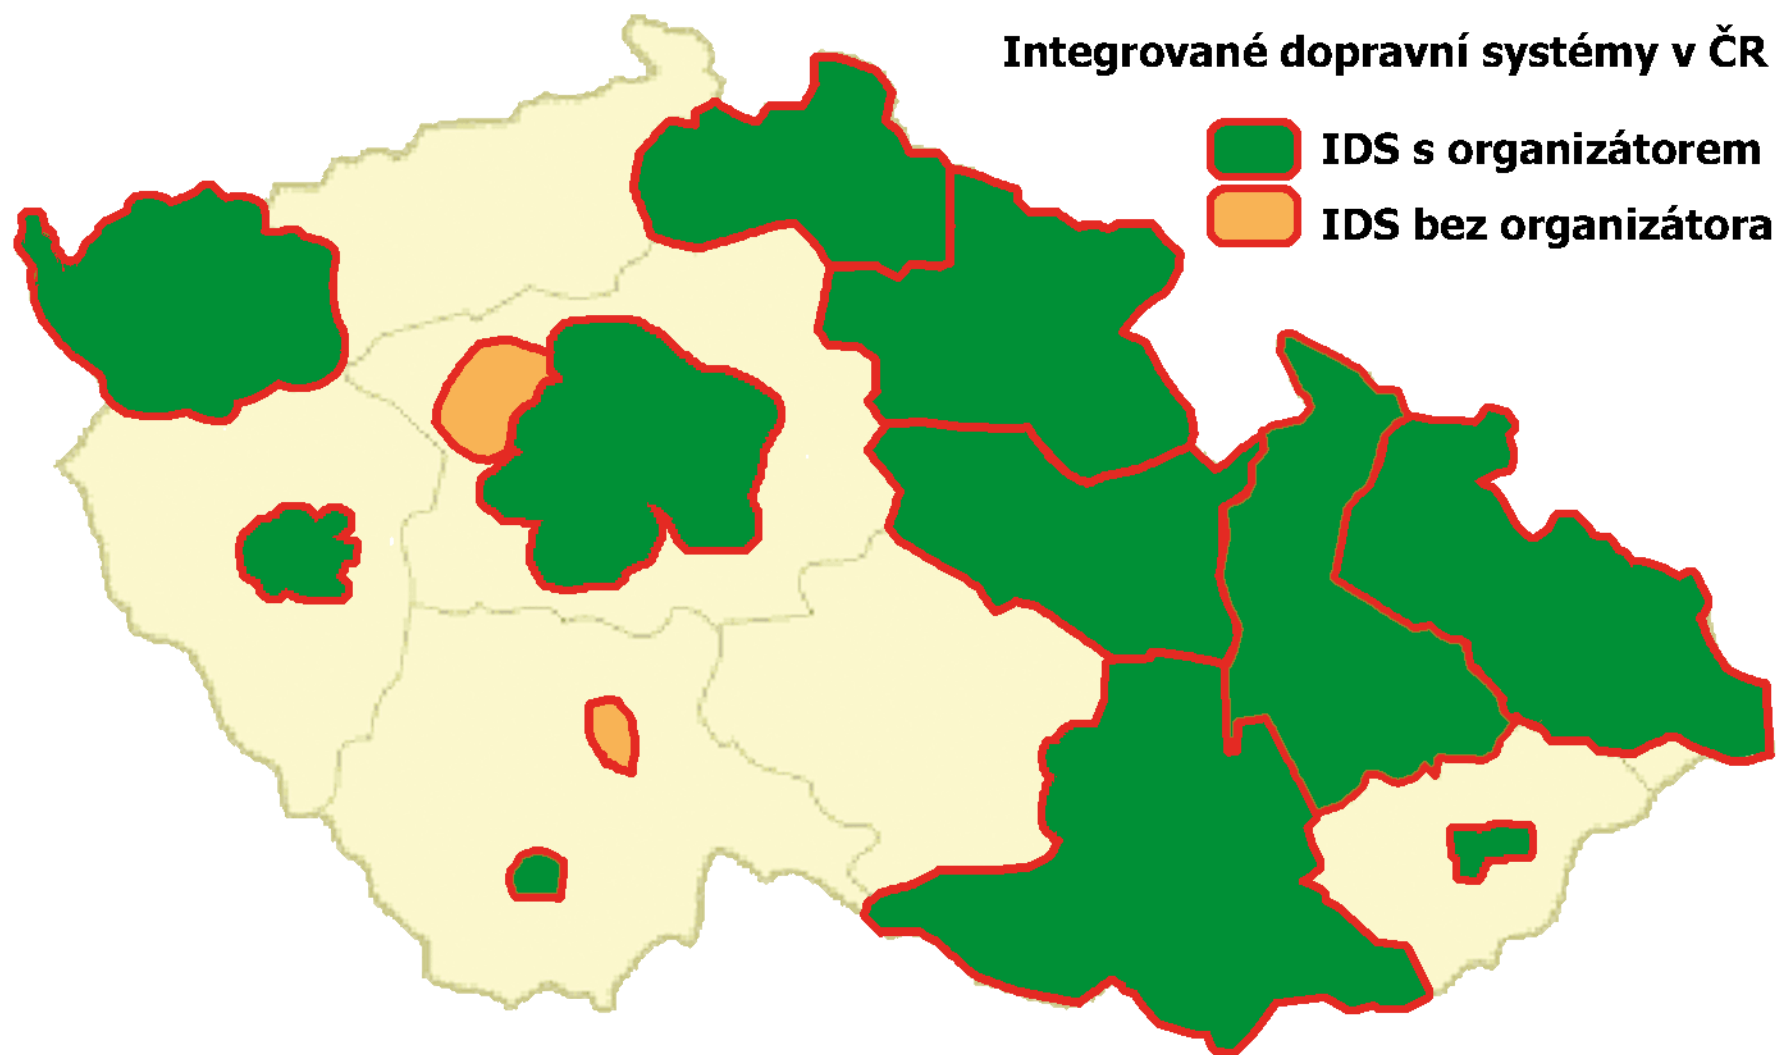 Integrované dopravní systémy v ČR
IDS s organizátorem
IDS bez organizátora